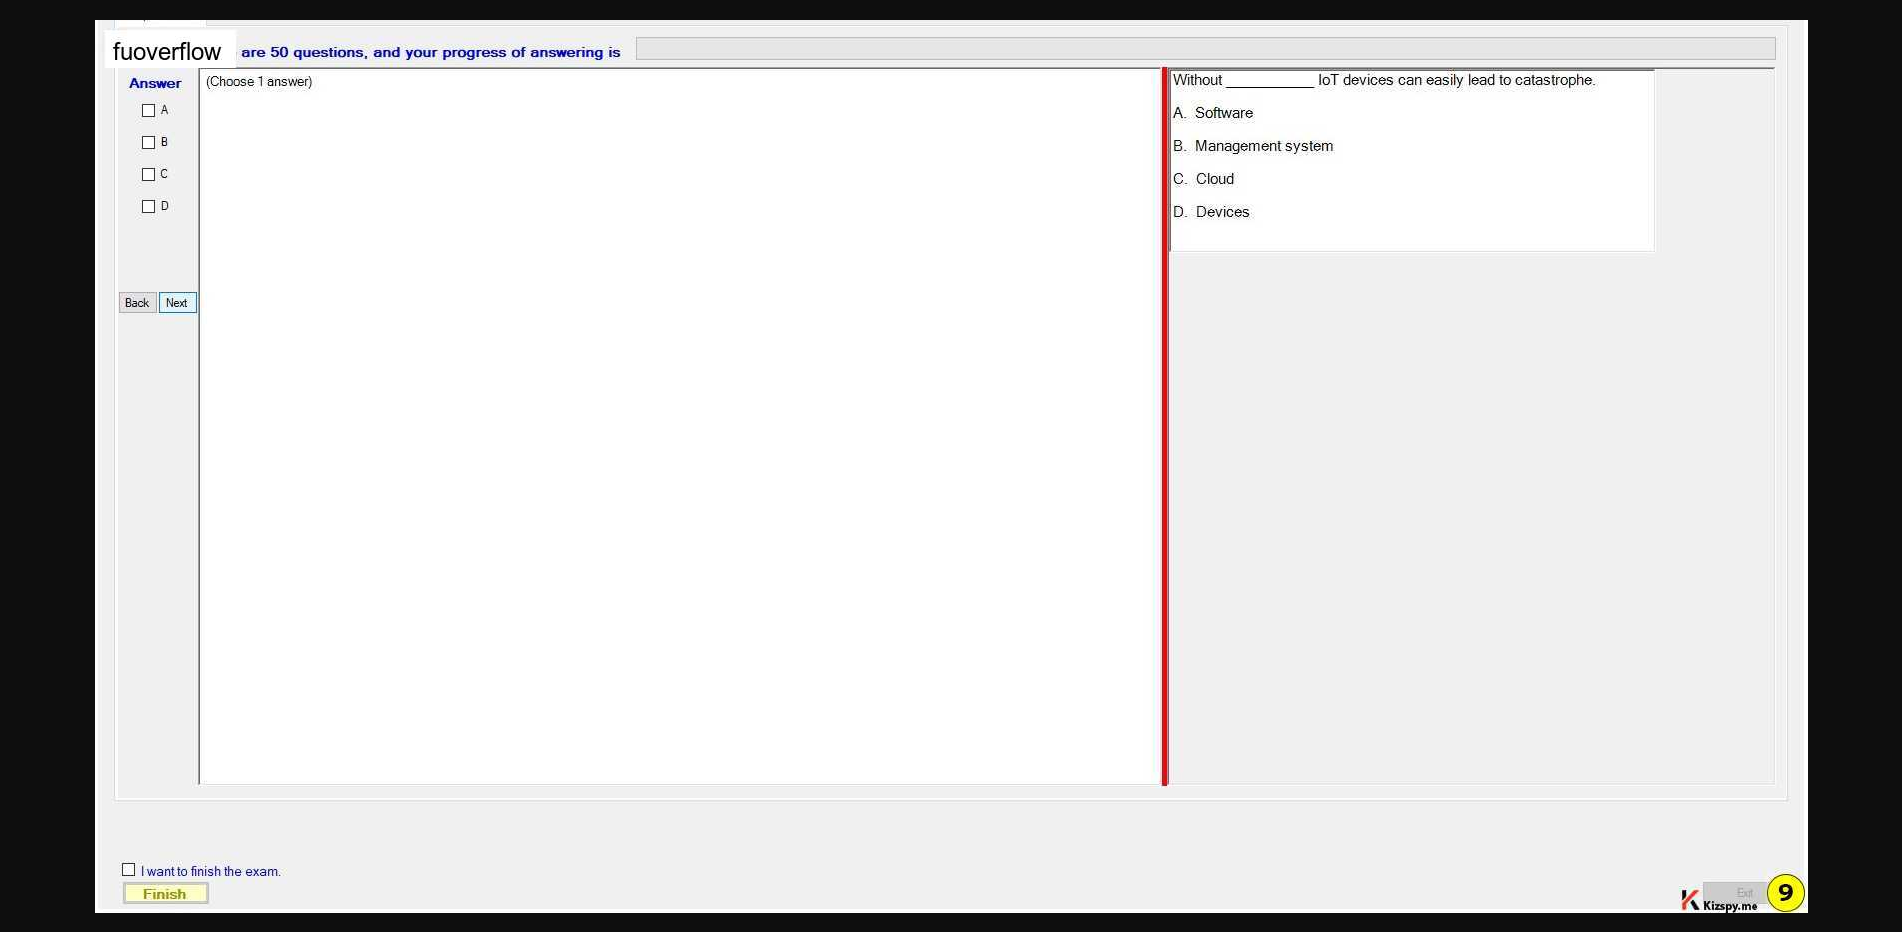 fuoverflow are 50 questions, and your progress of answering is
Answer
A
B
C
D
Back Next
(Choose 1 answer)
Without ___________ IoT devices can easily lead to catastrophe.
A. Software
B. Management system
C. Cloud
D. Devices
I want to finish the exam.
Finish
Exit
Kizspy.me
9